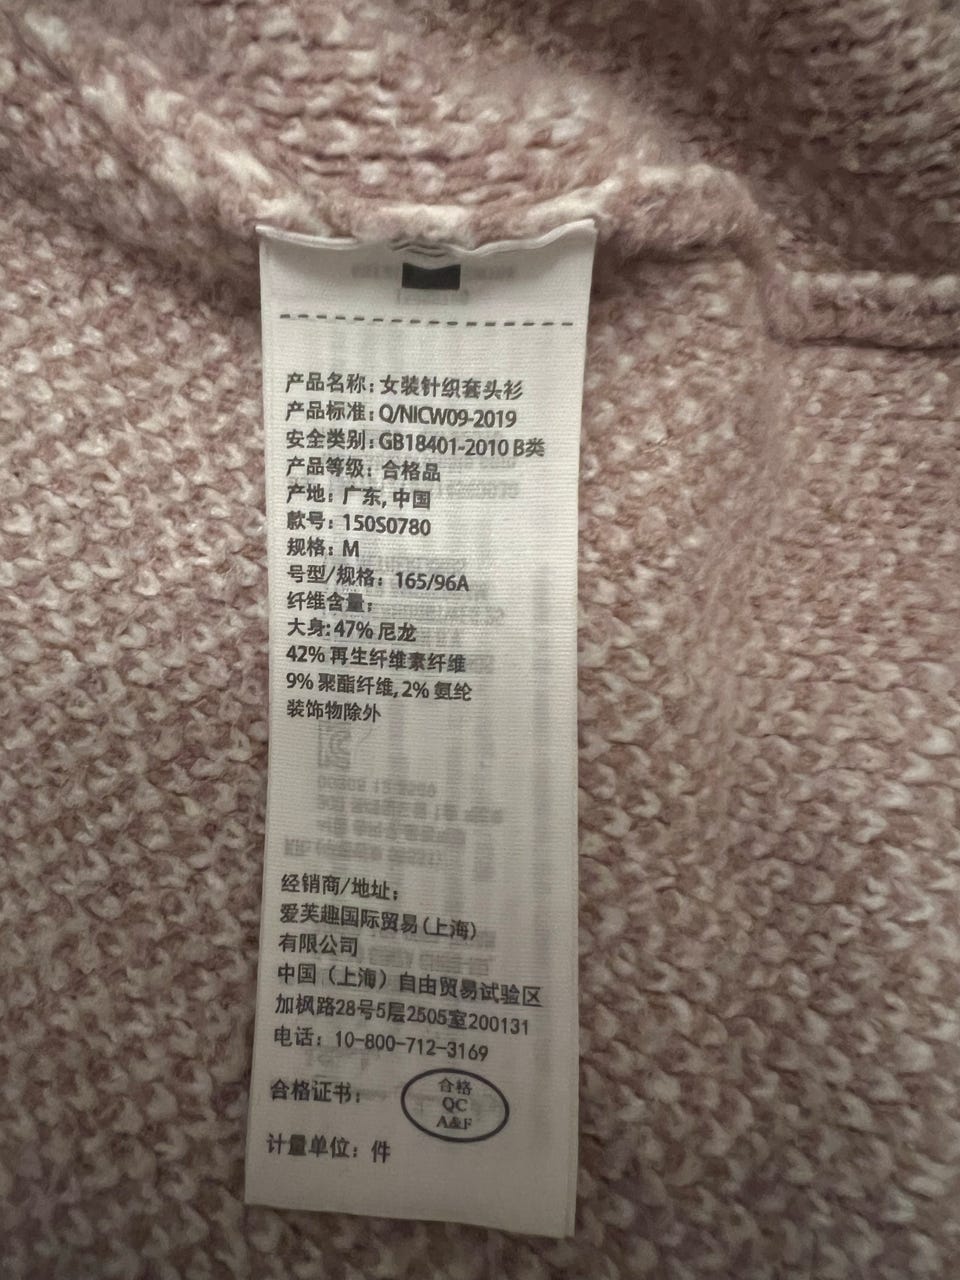 产品名称：女装针织套头衫
产品标准：Q/NICW09-2019
安全类别：GB18401-2010 B类
产品等级：合格品
产地：广东, 中国
款号：150S0780
规格：M
号型/规格：165/96A
纤维含量：
大身：47% 尼龙
42% 再生纤维素纤维
9% 聚酯纤维, 2% 氨纶
装饰物除外
经销商/地址：
爱芙趣国际贸易(上海)
有限公司
中国（上海）自由贸易试验区
加枫路28号5层2505室200131
电话：10-800-712-3169
合格证书：
合格
QC
A&F
计量单位：件